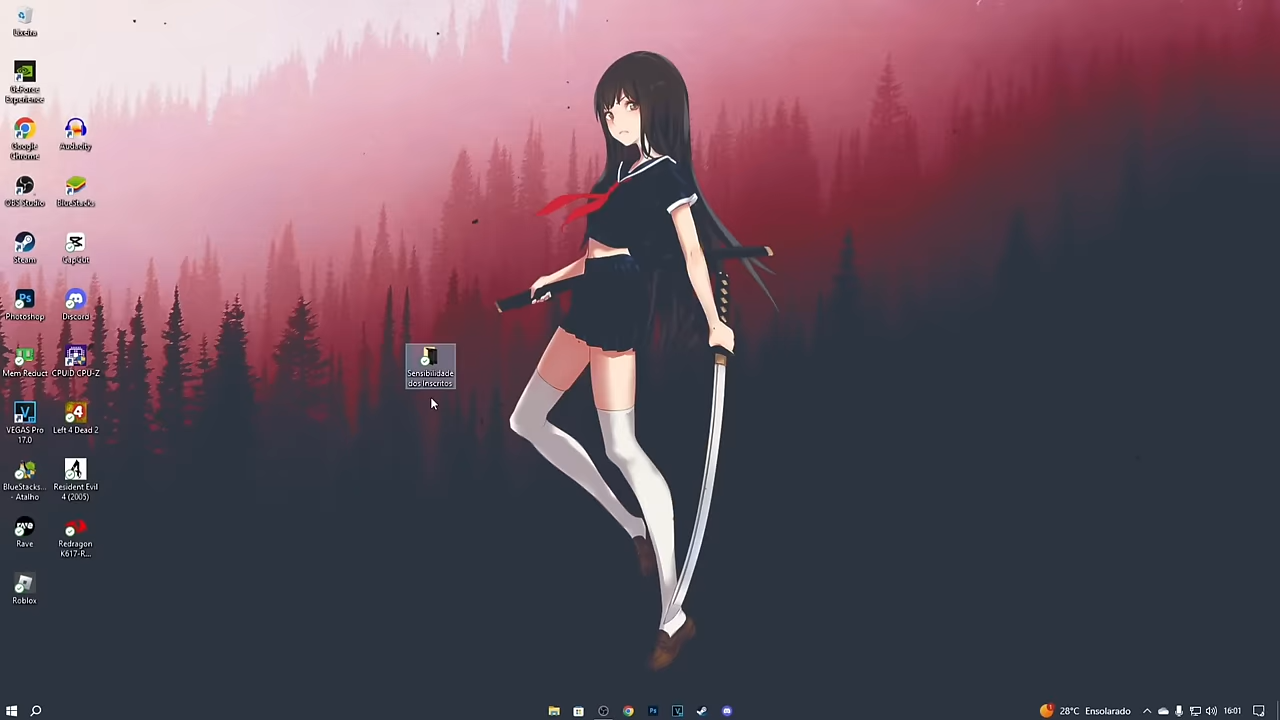 Lixeira
GeForce
Experience
Google
Chrome
Audacity
OBS Studio
BlueStack...
Steam
CapCut
Photoshop
Discord
Mem Reduct
CPUID CPU-Z
VEGAS Pro
17.0
Left 4 Dead 2
BlueStacks...
- Atalho
Resident Evil
4 (2005)
Rave
Redragon
K617-R...
Roblox
Sensibilidade
dos Inscritos
28°C Ensolarado
16:01